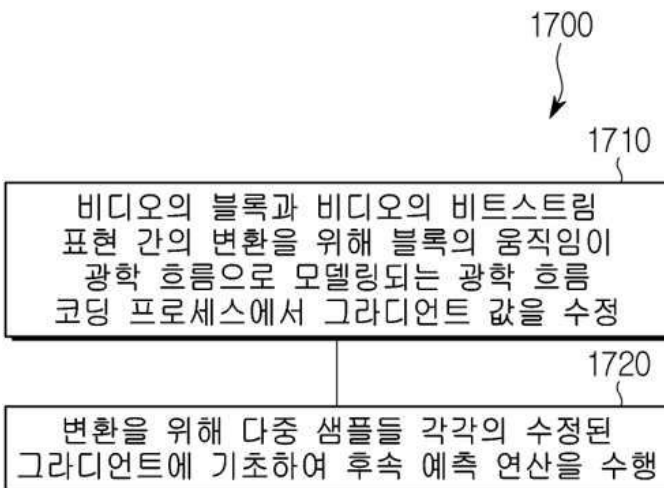 1700
1710
비디오의 블록과 비디오의 비트스트림
표현 간의 변환을 위해 블록의 움직임이
광학 흐름으로 모델링되는 광학 흐름
코딩 프로세스에서 그라디언트 값을 수정
1720
변환을 위해 다중 샘플들 각각의 수정된
그라디언트에 기초하여 후속 예측 연산을 수행